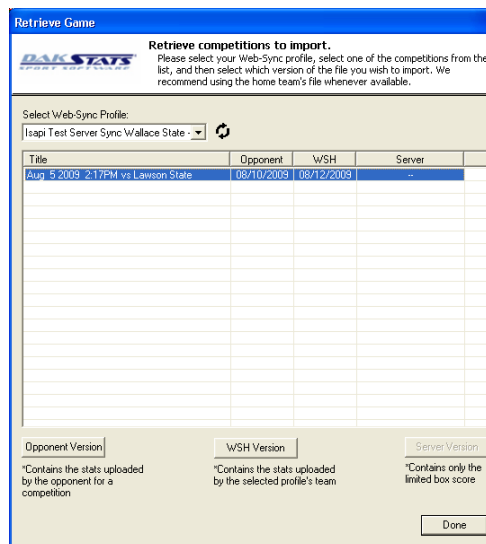 Retrieve Game
DAK STATS
SPORT SOFTWARE
Retrieve competitions to import.
Please select your Web-Sync profile, select one of the competitions from the
list, and then select which version of the file you wish to import. We
recommend using the home team's file whenever available.
Select Web-Sync Profile:
Isapi Test Server Sync Wallace State -
Title Opponent WSH Server
Aug 5 2009 2:17PM vs Lawson State 08/10/2009 08/12/2009 --
Opponent Version WSH Version Server Version
*Contains the stats uploaded
by the opponent for a
competition
*Contains the stats uploaded
by the selected profile's team
*Contains only the
limited box score
Done